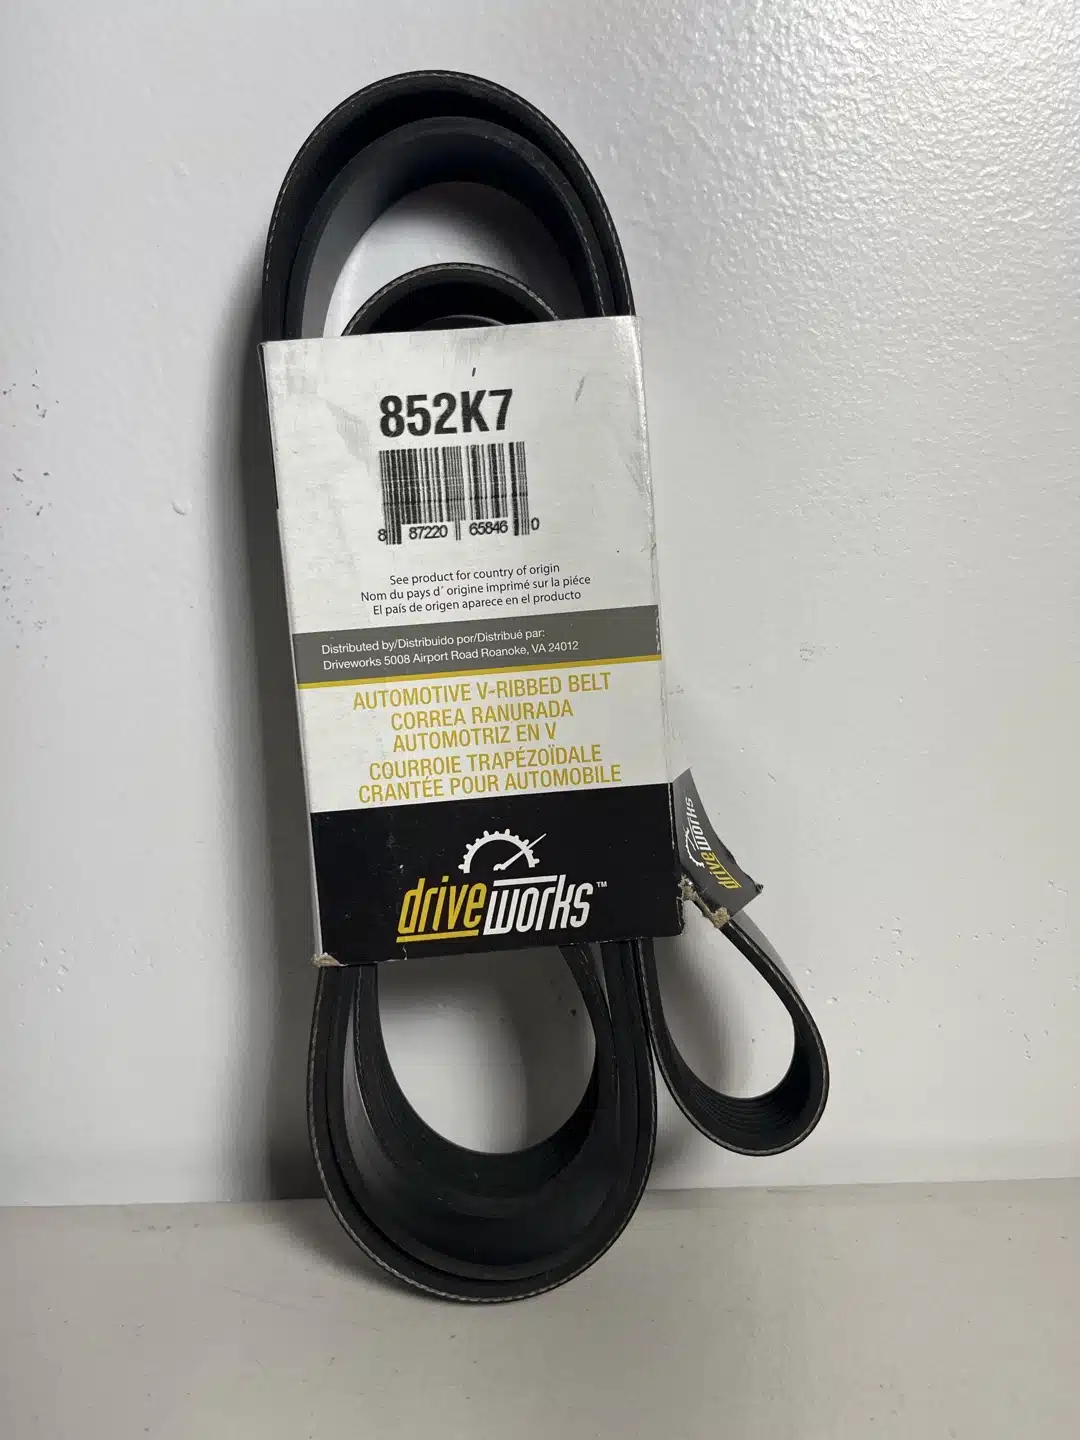 852K7
8 87220 65846 0
See product for country of origin
Nom du pays d´ origine imprimé sur la piéce
El país de origen aparece en el producto
Distributed by/Distribuido por/Distribué par:
Driveworks 5008 Airport Road Roanoke, VA 24012
AUTOMOTIVE V-RIBBED BELT
CORREA RANURADA
AUTOMOTRIZ EN V
COURROIE TRAPÉZOÏDALE
CRANTÉE POUR AUTOMOBILE
driveworks™
driveworks